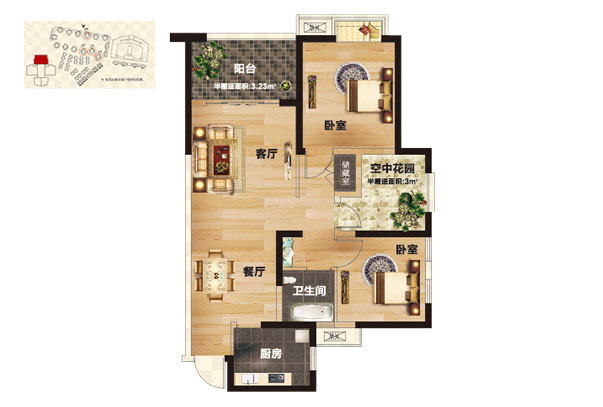 阳台
半赠送面积:3.23m²
客厅
卧室
储藏室
空中花园
半赠送面积:3m²
餐厅
卧室
卫生间
厨房